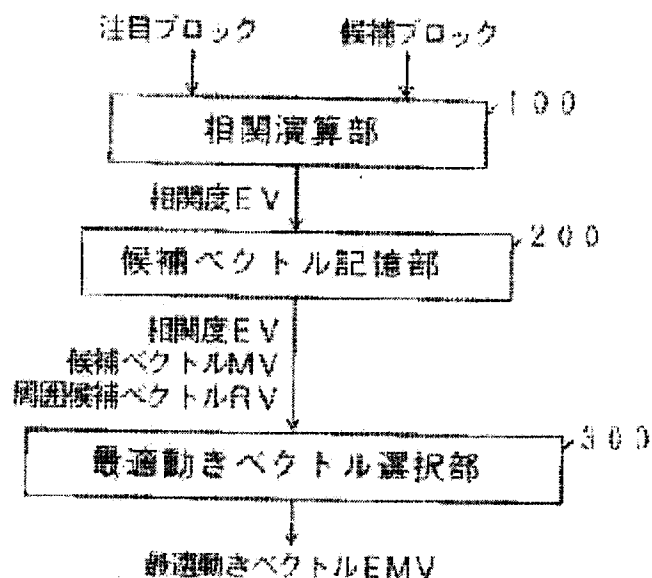 注目ブロック 候補ブロック
100
相関演算部
相関度EV
200
候補ベクトル記憶部
相関度EV
候補ベクトルMV
周囲候補ベクトルRV
300
最適動きベクトル選択部
最適動きベクトルEMV